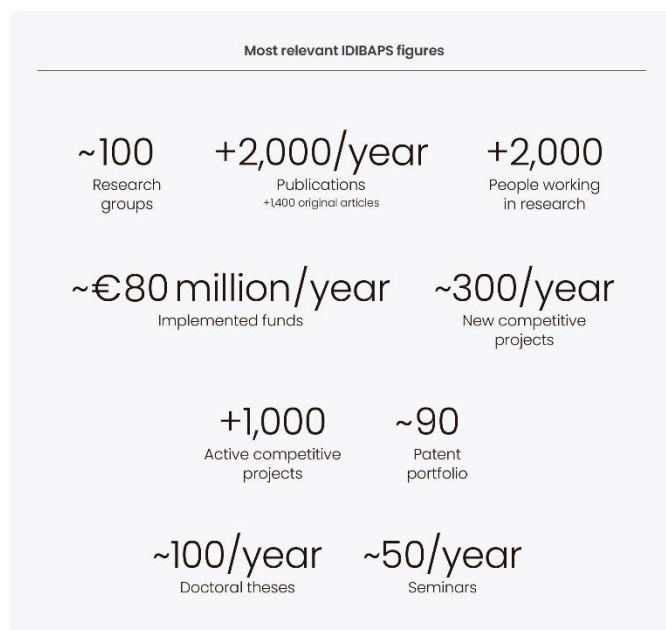 Most relevant IDIBAPS figures
~100
Research
groups
+2,000/year
Publications
+1,400 original articles
+2,000
People working
in research
~€80 million/year
Implemented funds
~300/year
New competitive
projects
+1,000
Active competitive
projects
~90
Patent
portfolio
~100/year
Doctoral theses
~50/year
Seminars